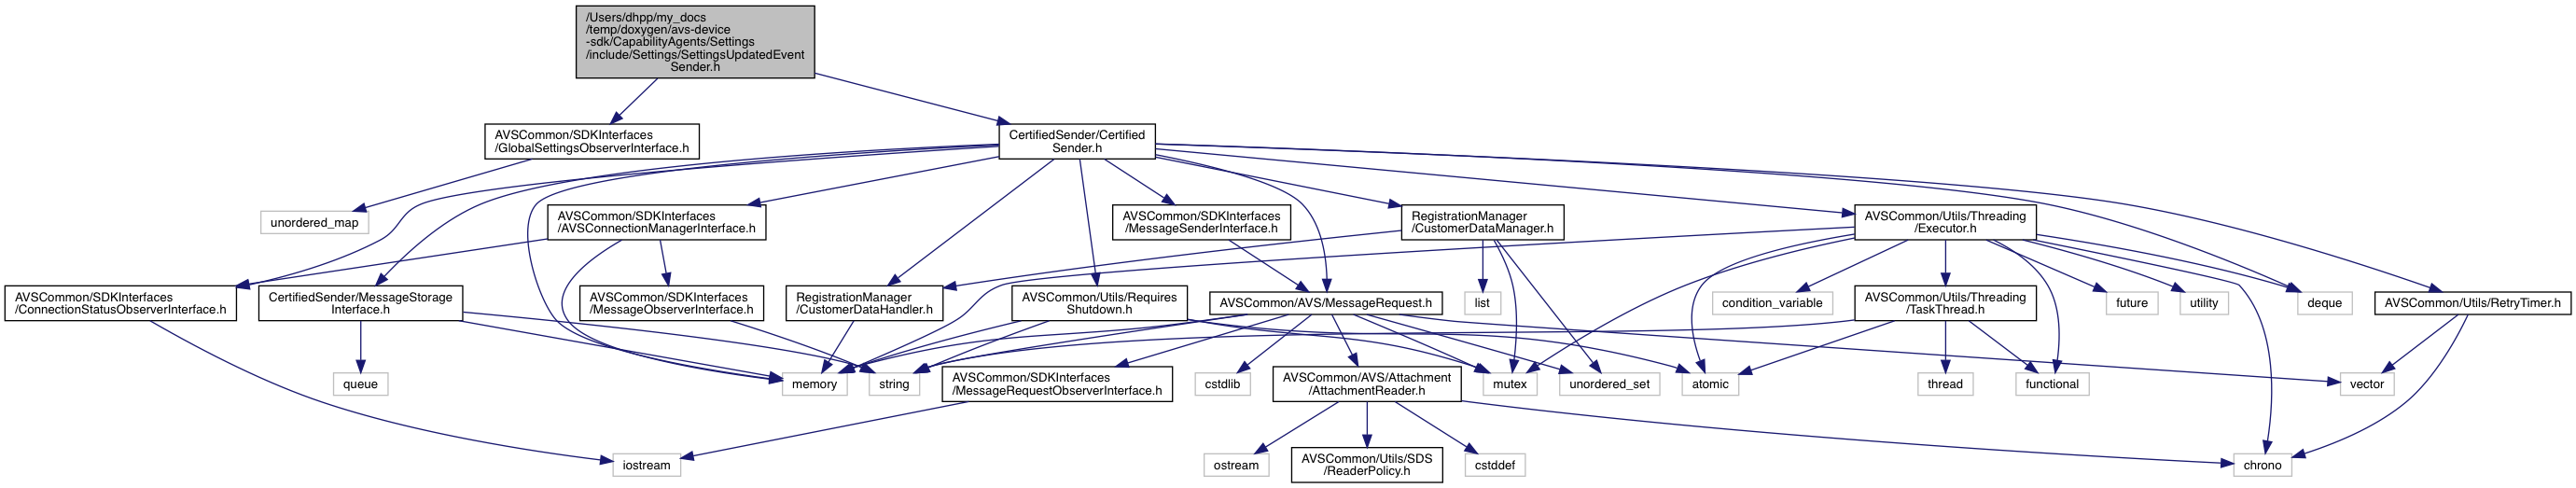 /Users/dhpp/my_docs
/temp/doxygen/avs-device
-sdk/CapabilityAgents/Settings
/include/Settings/SettingsUpdatedEvent
Sender.h
AVSCommon/SDKInterfaces
/GlobalSettingsObserverInterface.h
CertifiedSender/Certified
Sender.h
unordered_map
AVSCommon/SDKInterfaces
/AVSConnectionManagerInterface.h
AVSCommon/SDKInterfaces
/MessageSenderInterface.h
RegistrationManager
/CustomerDataManager.h
AVSCommon/Utils/Threading
/Executor.h
AVSCommon/SDKInterfaces
/ConnectionStatusObserverInterface.h
CertifiedSender/MessageStorage
Interface.h
AVSCommon/SDKInterfaces
/MessageObserverInterface.h
RegistrationManager
/CustomerDataHandler.h
AVSCommon/Utils/Requires
Shutdown.h
AVSCommon/AVS/MessageRequest.h
list
condition_variable
AVSCommon/Utils/Threading
/TaskThread.h
future
utility
deque
AVSCommon/Utils/RetryTimer.h
queue
memory
string
AVSCommon/SDKInterfaces
/MessageRequestObserverInterface.h
cstdlib
AVSCommon/AVS/Attachment
/AttachmentReader.h
mutex
unordered_set
atomic
thread
functional
vector
iostream
ostream
AVSCommon/Utils/SDS
/ReaderPolicy.h
cstddef
chrono